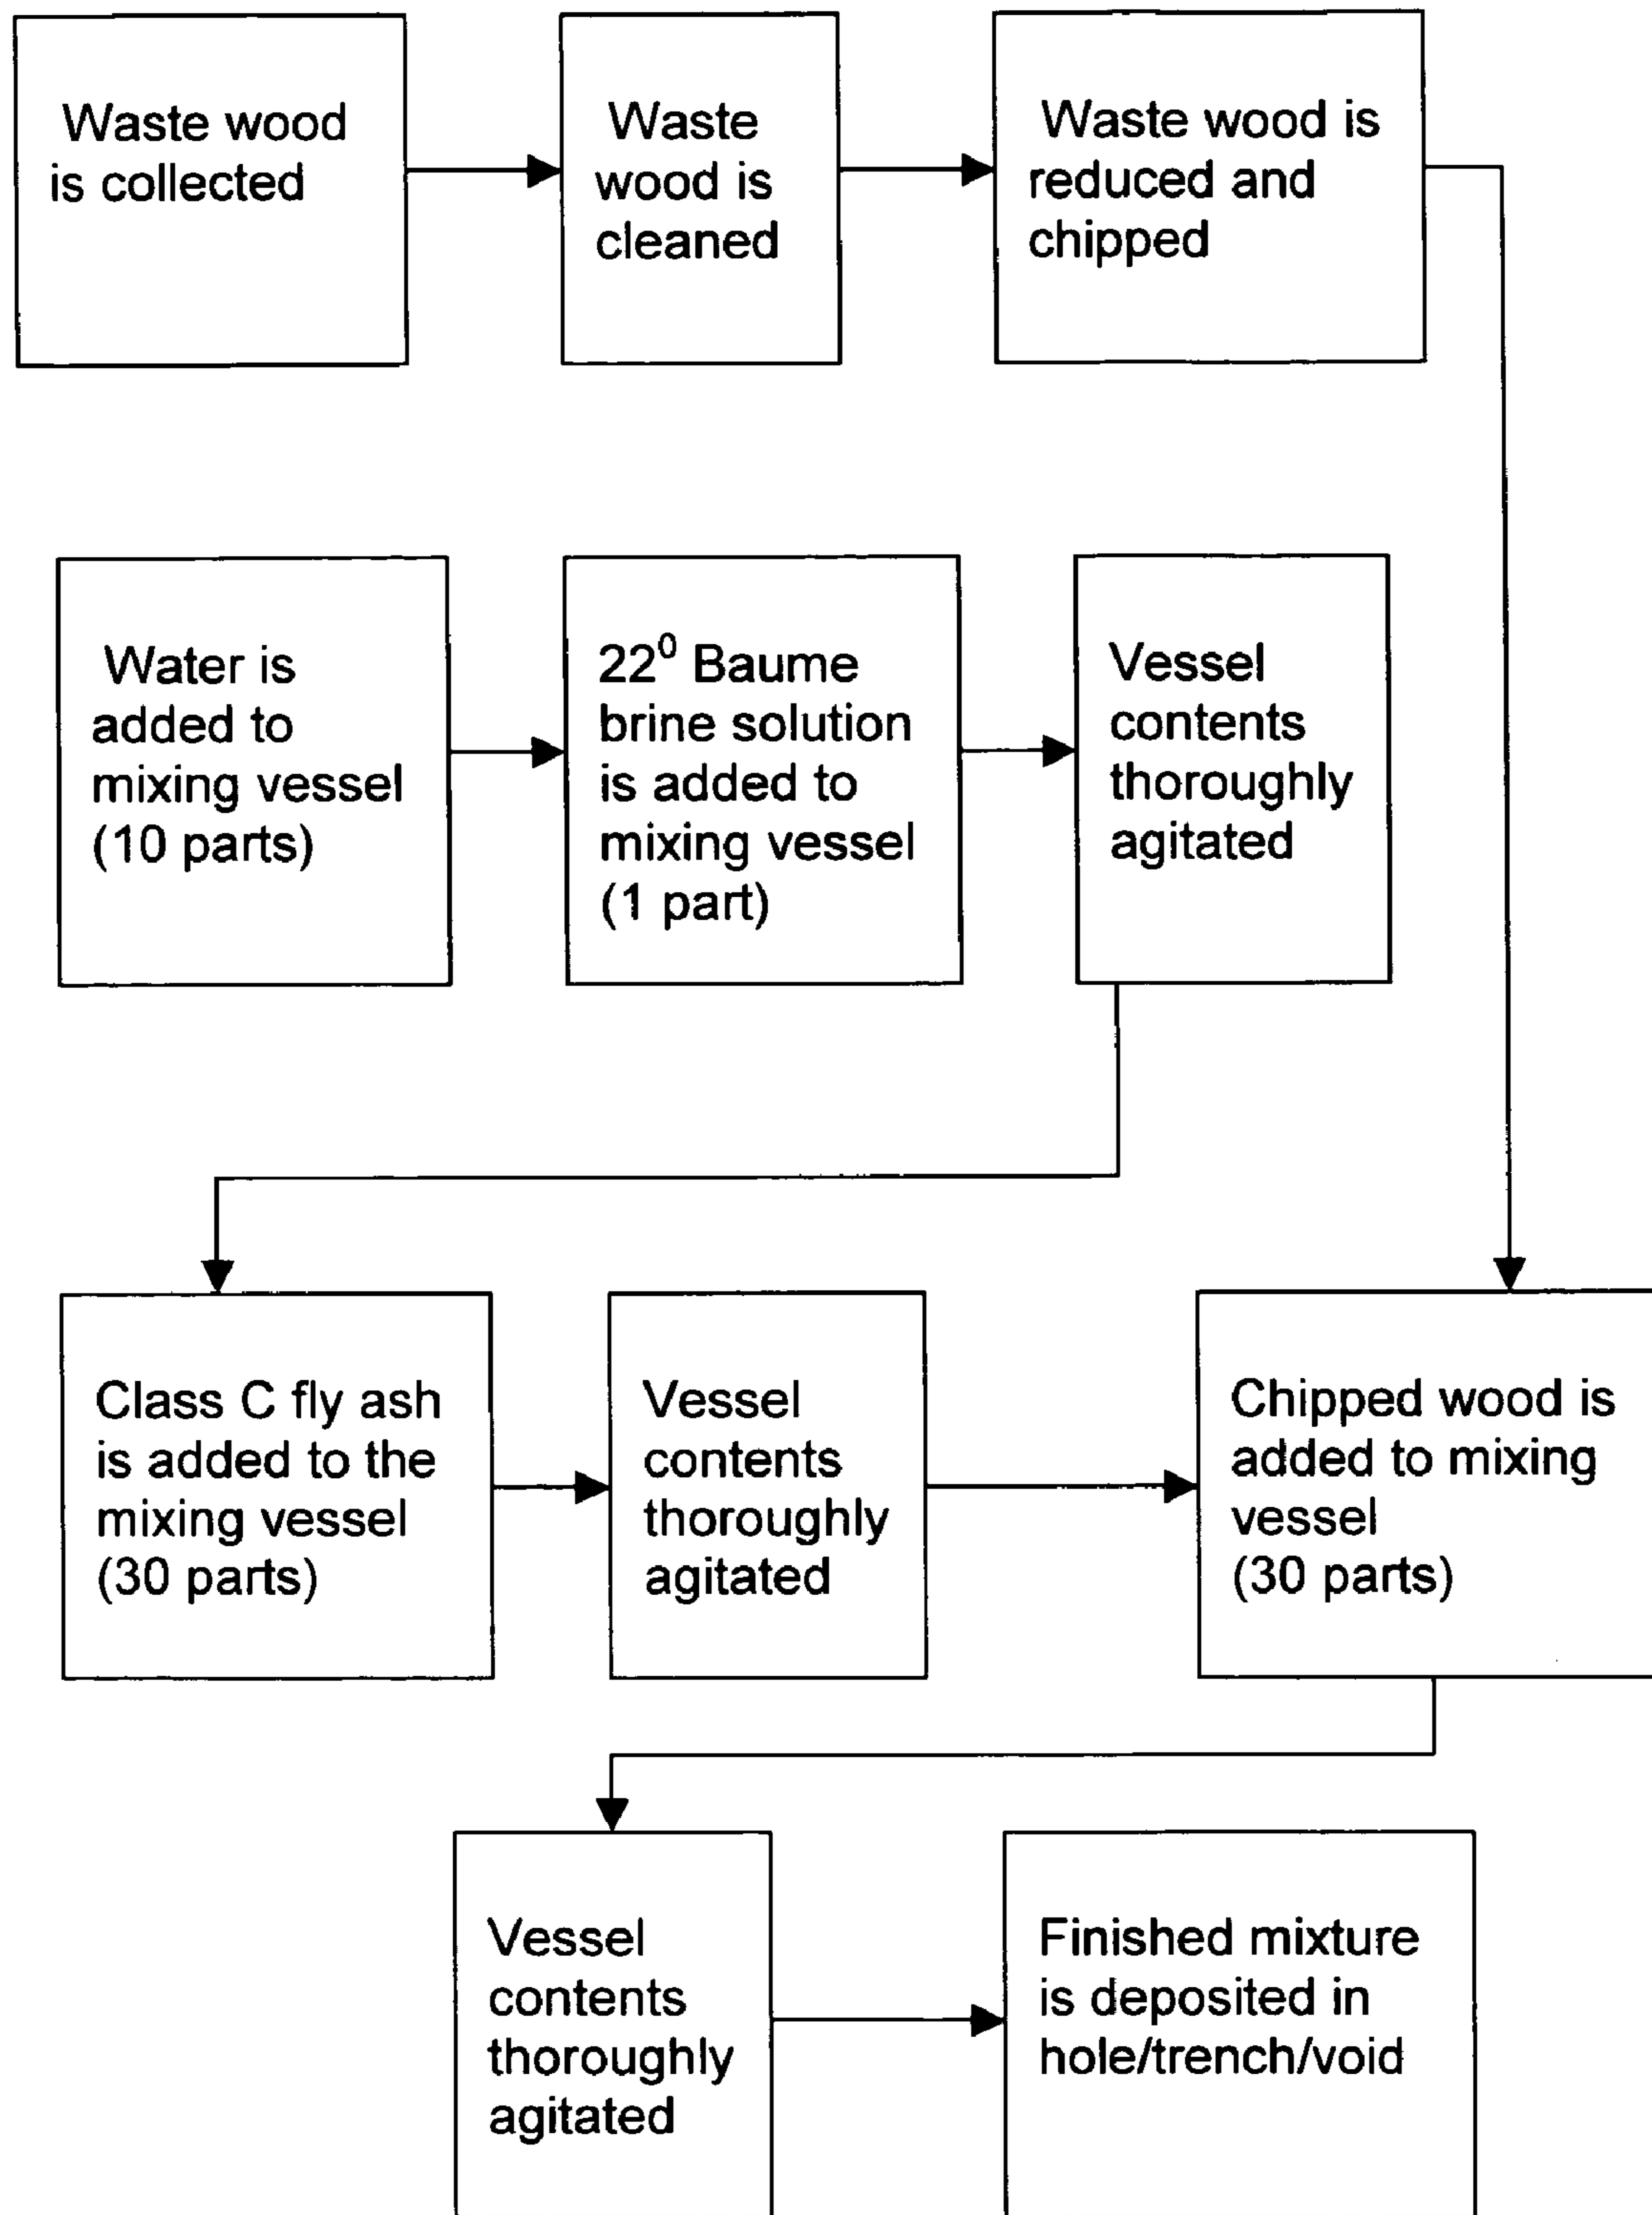 Waste wood
is collected
Waste
wood is
cleaned
Waste wood is
reduced and
chipped
Water is
added to
mixing vessel
(10 parts)
22⁰ Baume
brine solution
is added to
mixing vessel
(1 part)
Vessel
contents
thoroughly
agitated
Class C fly ash
is added to the
mixing vessel
(30 parts)
Vessel
contents
thoroughly
agitated
Chipped wood is
added to mixing
vessel
(30 parts)
Vessel
contents
thoroughly
agitated
Finished mixture
is deposited in
hole/trench/void